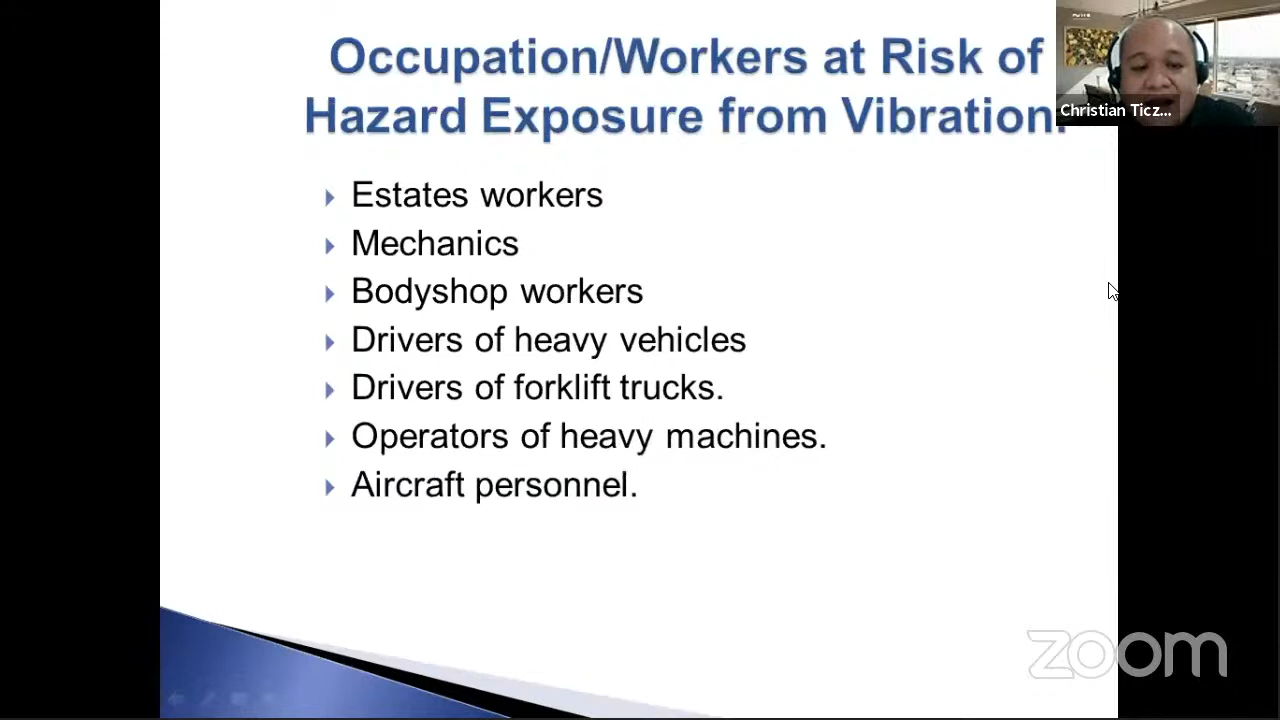 Occupation/Workers at Risk of
Hazard Exposure from Vibration.
Christian Ticz...
Estates workers
Mechanics
Bodyshop workers
Drivers of heavy vehicles
Drivers of forklift trucks.
Operators of heavy machines.
Aircraft personnel.
zoom